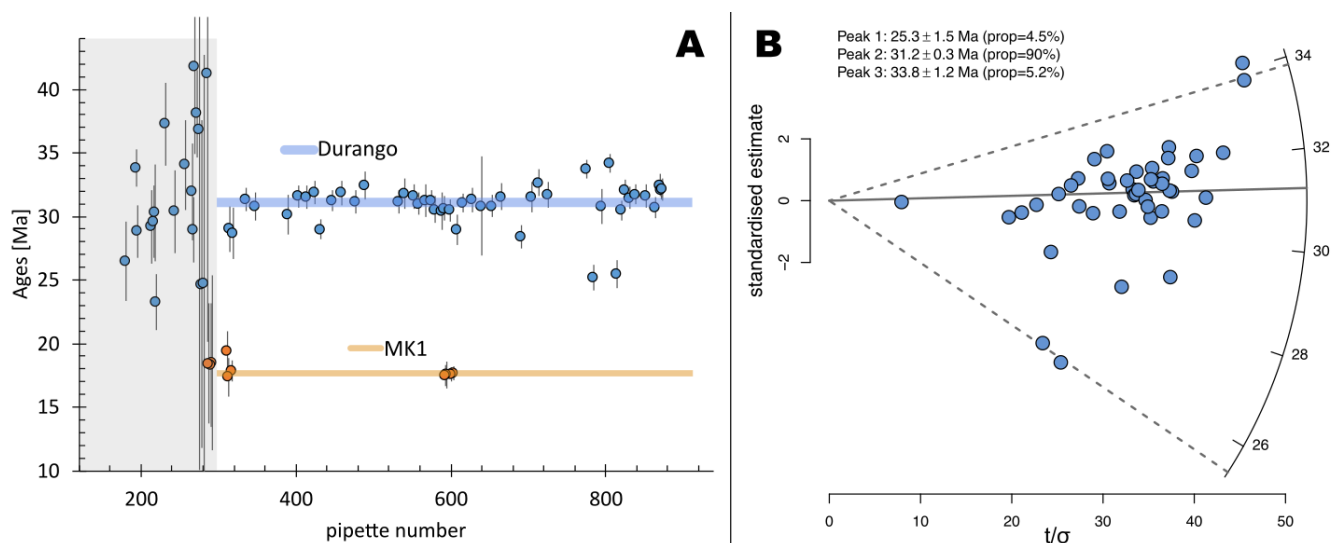 A
Ages [Ma]
40
35
30
25
20
15
10
Durango
MK1
200
400
600
800
pipette number
B
Peak 1: 25.3 ± 1.5 Ma (prop=4.5%)
Peak 2: 31.2 ± 0.3 Ma (prop=90%)
Peak 3: 33.8 ± 1.2 Ma (prop=5.2%)
standardised estimate
2
0
-2
34
32
30
28
26
0
20
30
40
50
t/σ